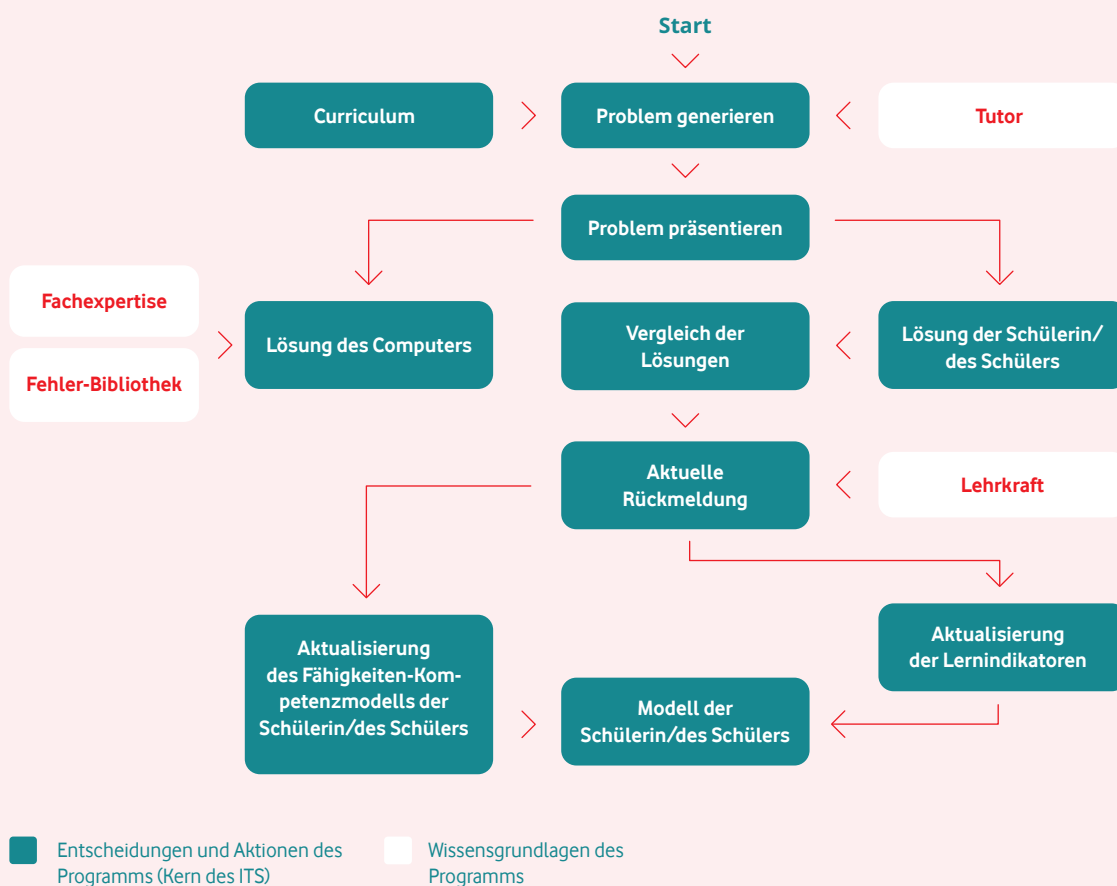 Start
Curriculum
Problem generieren
Tutor
Problem präsentieren
Fachexpertise
Fehler-Bibliothek
Lösung des Computers
Vergleich der
Lösungen
Lösung der Schülerin/
des Schülers
Aktuelle
Rückmeldung
Lehrkraft
Aktualisierung
des Fähigkeiten-Kom-
petenzmodells der
Schülerin/des Schülers
Modell der
Schülerin/des Schülers
Aktualisierung
der Lernindikatoren
Entscheidungen und Aktionen des
Programms (Kern des ITS)
Wissensgrundlagen des
Programms